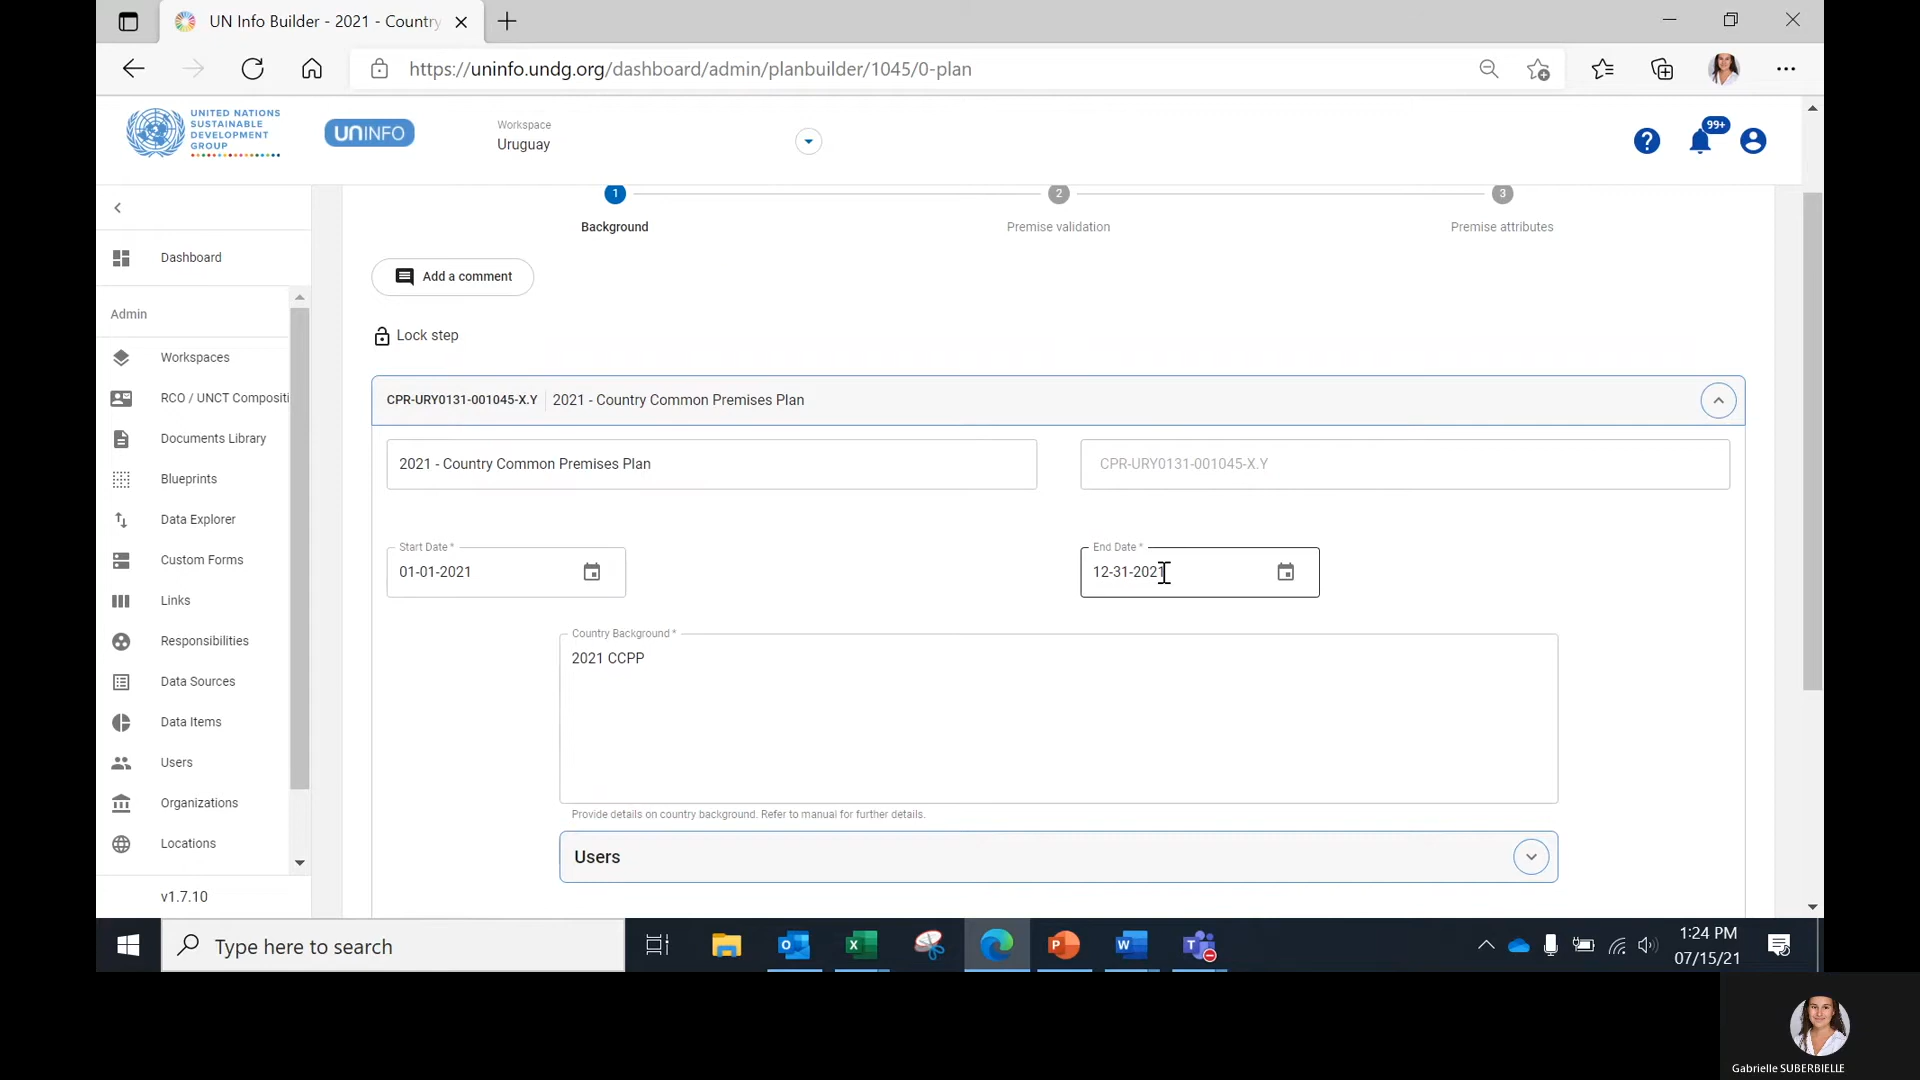 UN Info Builder - 2021 - Country
https://uninfo.undg.org/dashboard/admin/planbuilder/1045/0-plan
UNITED NATIONS
SUSTAINABLE
DEVELOPMENT
GROUP
UNINFO
Workspace
Uruguay
?
99+
1
2
3
Background
Premise validation
Premise attributes
Dashboard
Add a comment
Admin
Lock step
Workspaces
RCO / UNCT Compositi
CPR-URY0131-001045-X.Y
2021 - Country Common Premises Plan
Documents Library
2021 - Country Common Premises Plan
CPR-URY0131-001045-X.Y
Blueprints
Data Explorer
Custom Forms
Start Date *
01-01-2021
End Date *
12-31-2021
Links
Responsibilities
Country Background *
2021 CCPP
Data Sources
Data Items
Users
Organizations
Provide details on country background. Refer to manual for further details.
Locations
Users
v1.7.10
Type here to search
1:24 PM
07/15/21
Gabrielle SUBERBIELLE